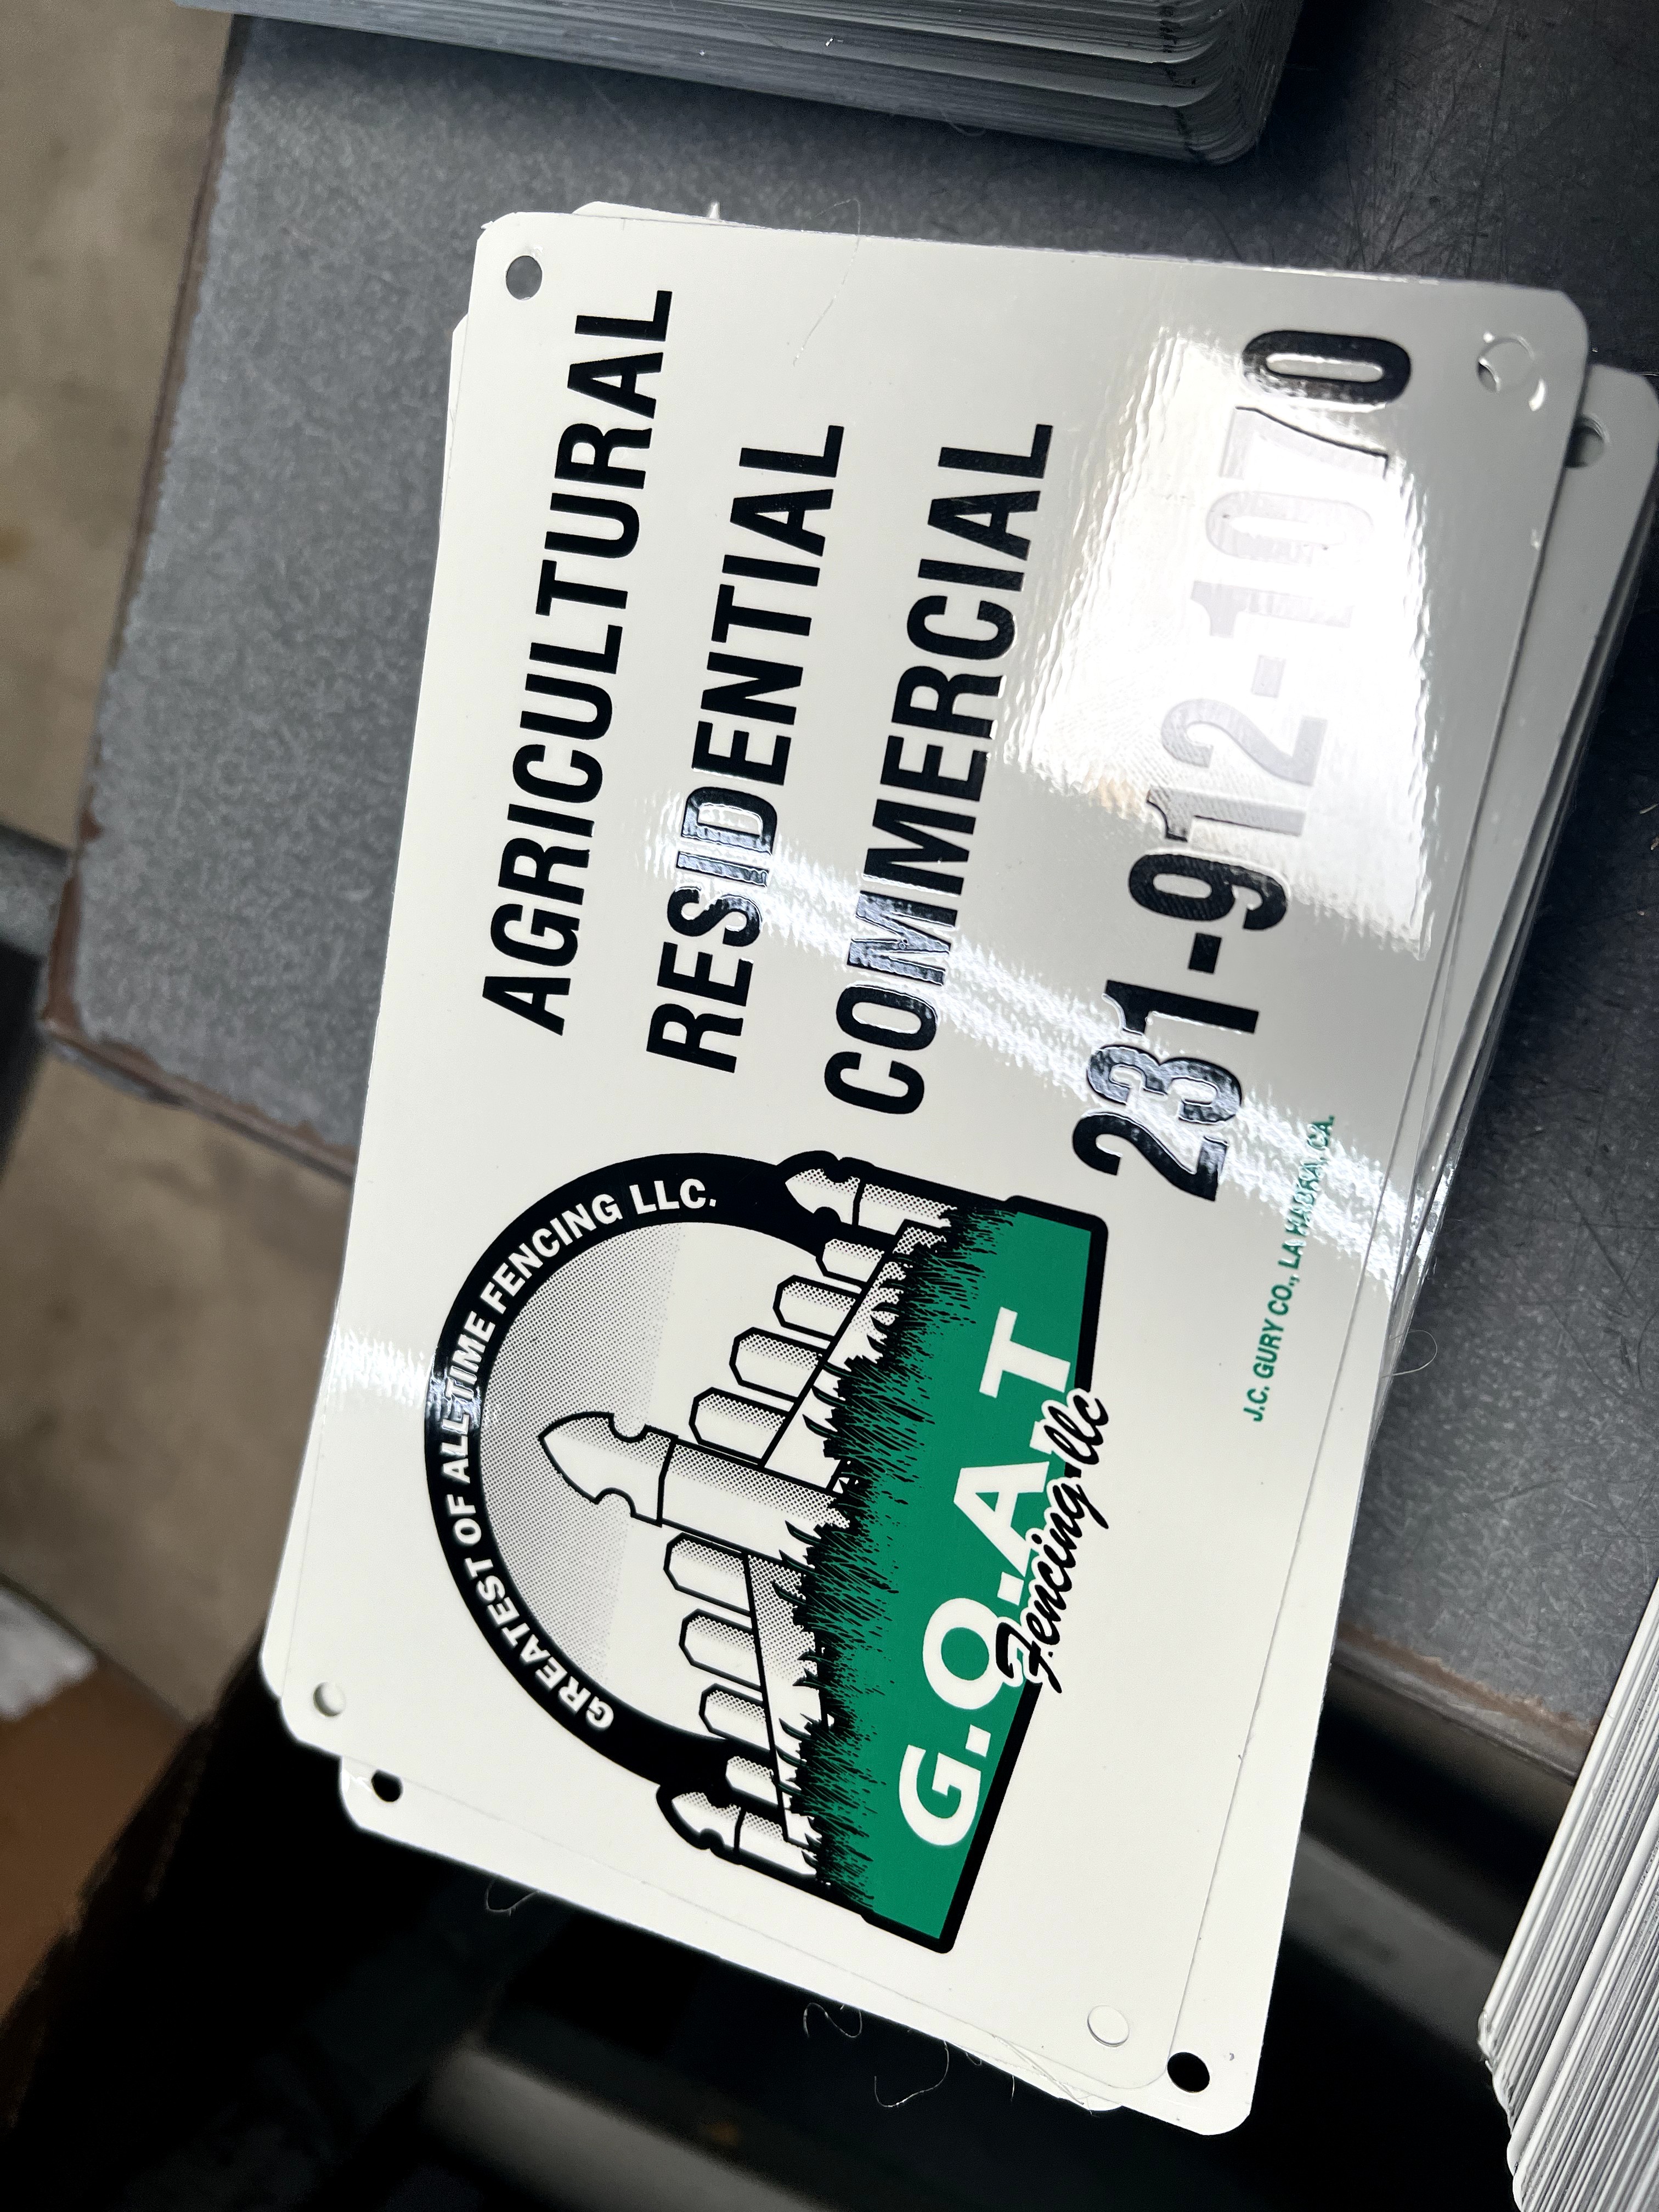 GREATEST OF ALL TIME FENCING LLC.
G.O.A.T
Fencing llc
AGRICULTURAL
RESIDENTIAL
COMMERCIAL
231-912-1070
J.C. GURY CO., LA HABRA, CA.